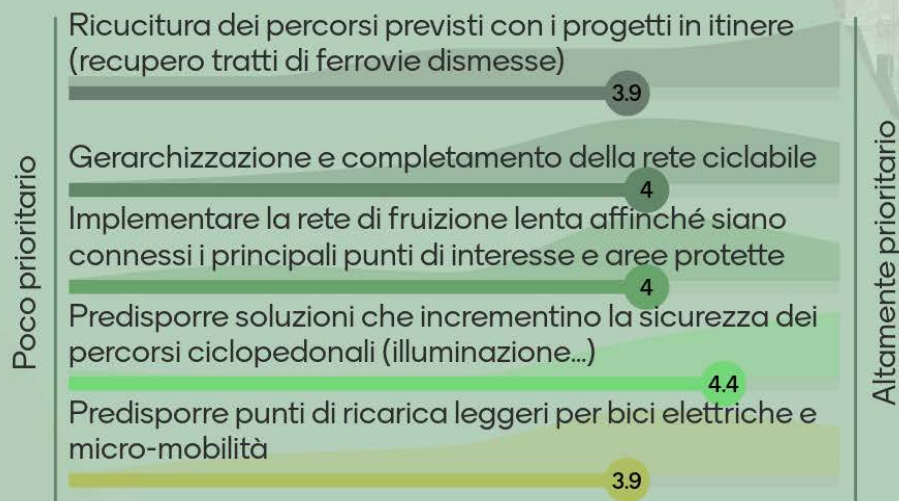 Poco prioritario
Ricucitura dei percorsi previsti con i progetti in itinere
(recupero tratti di ferrovie dismesse)
3.9
Gerarchizzazione e completamento della rete ciclabile
4
Implementare la rete di fruizione lenta affinché siano
connessi i principali punti di interesse e aree protette
4
Predisporre soluzioni che incrementino la sicurezza dei
percorsi ciclopedonali (illuminazione...)
4.4
Predisporre punti di ricarica leggeri per bici elettriche e
micro-mobilità
3.9
Altamente prioritario